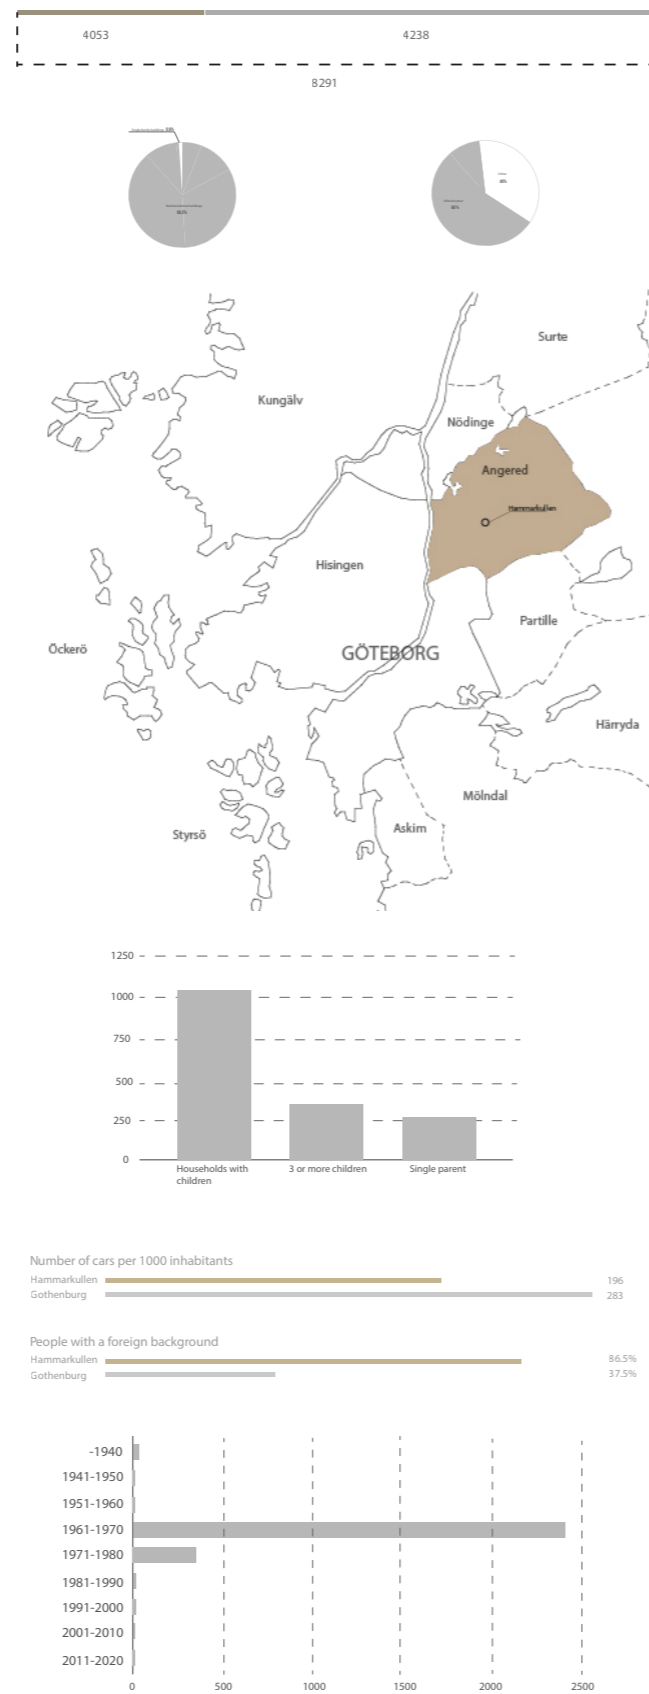 4053
4238
8291
Surte
Kungälv
Nödinge
Angered
Hammarkullen
Hisingen
Partille
Öckerö
GÖTEBORG
Härryda
Mölndal
Askim
Styrsö
1250
1000
750
500
250
0
Households with
children
3 or more children
Single parent
Number of cars per 1000 inhabitants
Hammarkullen
196
Gothenburg
283
People with a foreign background
Hammarkullen
86.5%
Gothenburg
37.5%
-1940
1941-1950
1951-1960
1961-1970
1971-1980
1981-1990
1991-2000
2001-2010
2011-2020
0
500
1000
1500
2000
2500